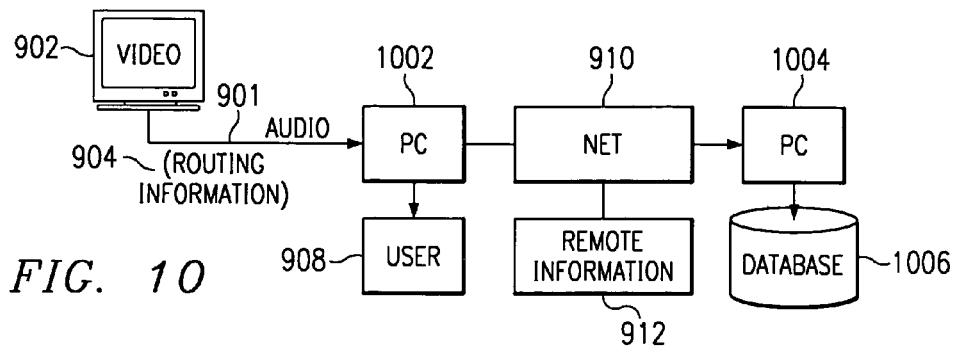 902
VIDEO
901
AUDIO
904
(ROUTING
INFORMATION)
1002
PC
910
NET
1004
PC
908
USER
REMOTE
INFORMATION
912
DATABASE
1006
FIG. 10